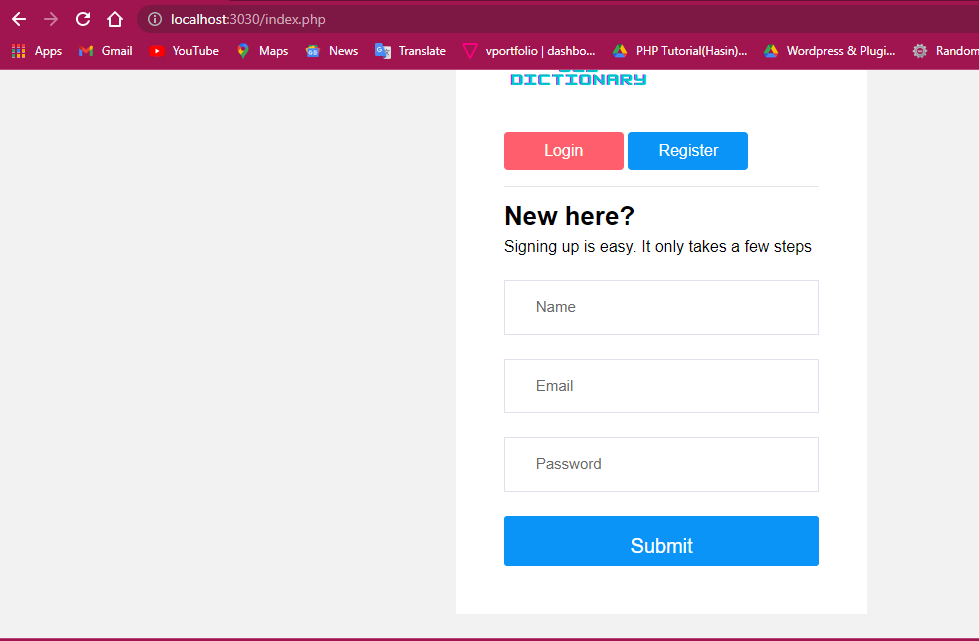 localhost:3030/index.php
Apps Gmail YouTube Maps News Translate vportfolio | dashbo... PHP Tutorial(Hasin)... Wordpress & Plugi... Random
DICTIONARY
Login Register
New here?
Signing up is easy. It only takes a few steps
Name
Email
Password
Submit